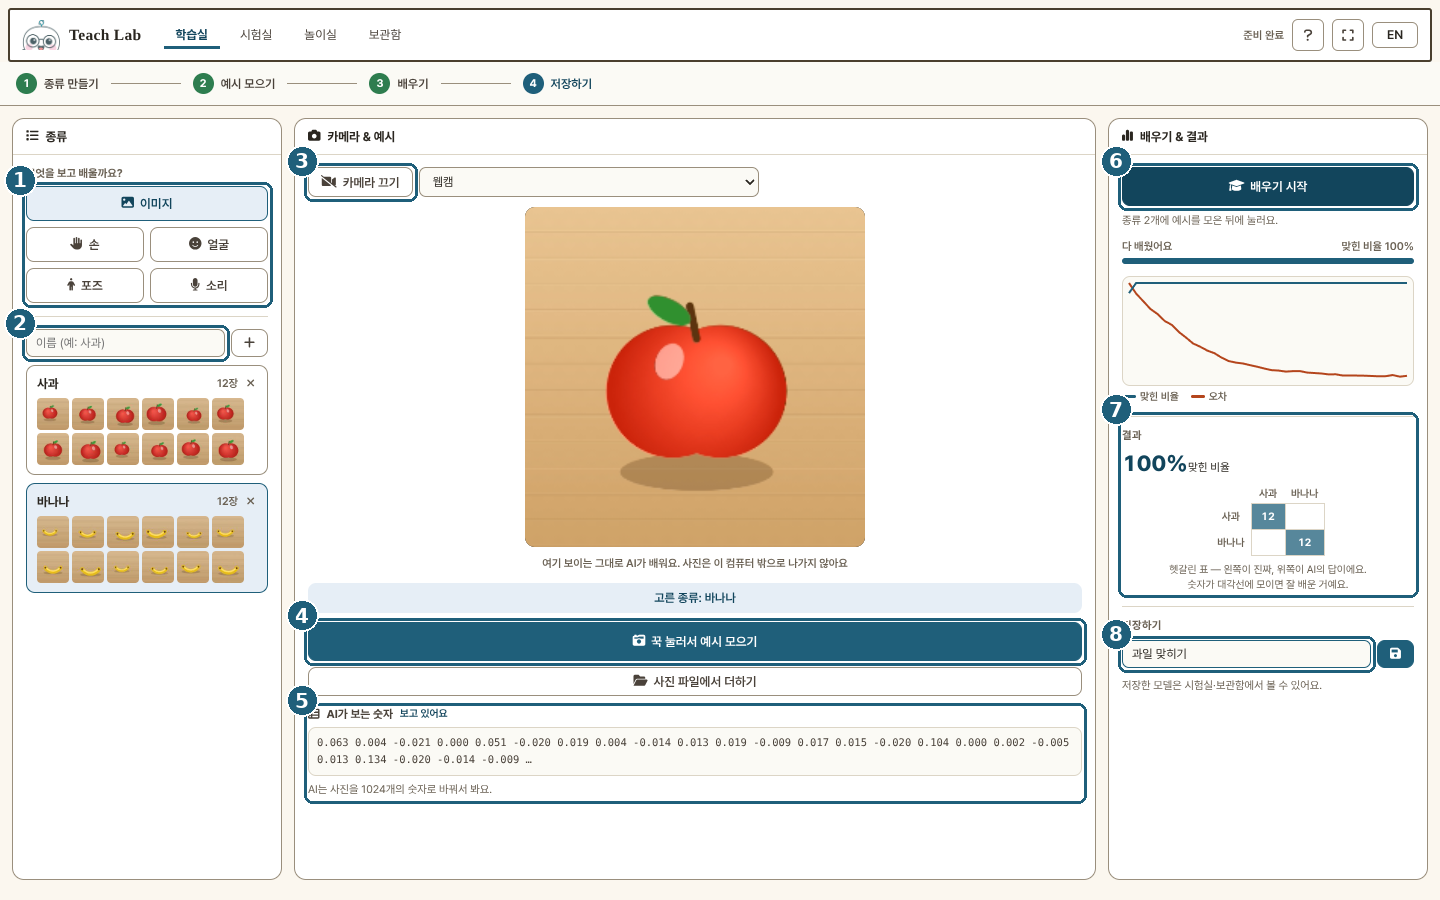 Teach Lab
학습실
시험실
놀이실
보관함
준비 완료
?
EN
1 종류 만들기
2 예시 모으기
3 배우기
4 저장하기
종류
1
엇을 보고 배울까요?
이미지
손
얼굴
포즈
소리
2
이름 (예: 사과)
+
사과 12장 ×
바나나 12장 ×
카메라 & 예시
3
카메라 끄기
웹캠
여기 보이는 그대로 AI가 배워요. 사진은 이 컴퓨터 밖으로 나가지 않아요
고른 종류: 바나나
4
꾹 눌러서 예시 모으기
사진 파일에서 더하기
5
AI가 보는 숫자 보고 있어요
0.063 0.004 -0.021 0.000 0.051 -0.020 0.019 0.004 -0.014 0.013 0.019 -0.009 0.017 0.015 -0.020 0.104 0.000 0.002 -0.005
0.013 0.134 -0.020 -0.014 -0.009 …
AI는 사진을 1024개의 숫자로 바꿔서 봐요.
배우기 & 결과
6
배우기 시작
종류 2개에 예시를 모은 뒤에 눌러요.
다 배웠어요 맞힌 비율 100%
맞힌 비율 오차
7
결과
100% 맞힌 비율
사과 바나나
사과 12
바나나 12
헷갈린 표 — 왼쪽이 진짜, 위쪽이 AI의 답이에요.
숫자가 대각선에 모이면 잘 배운 거예요.
8
장하기
과일 맞히기
저장한 모델은 시험실·보관함에서 볼 수 있어요.